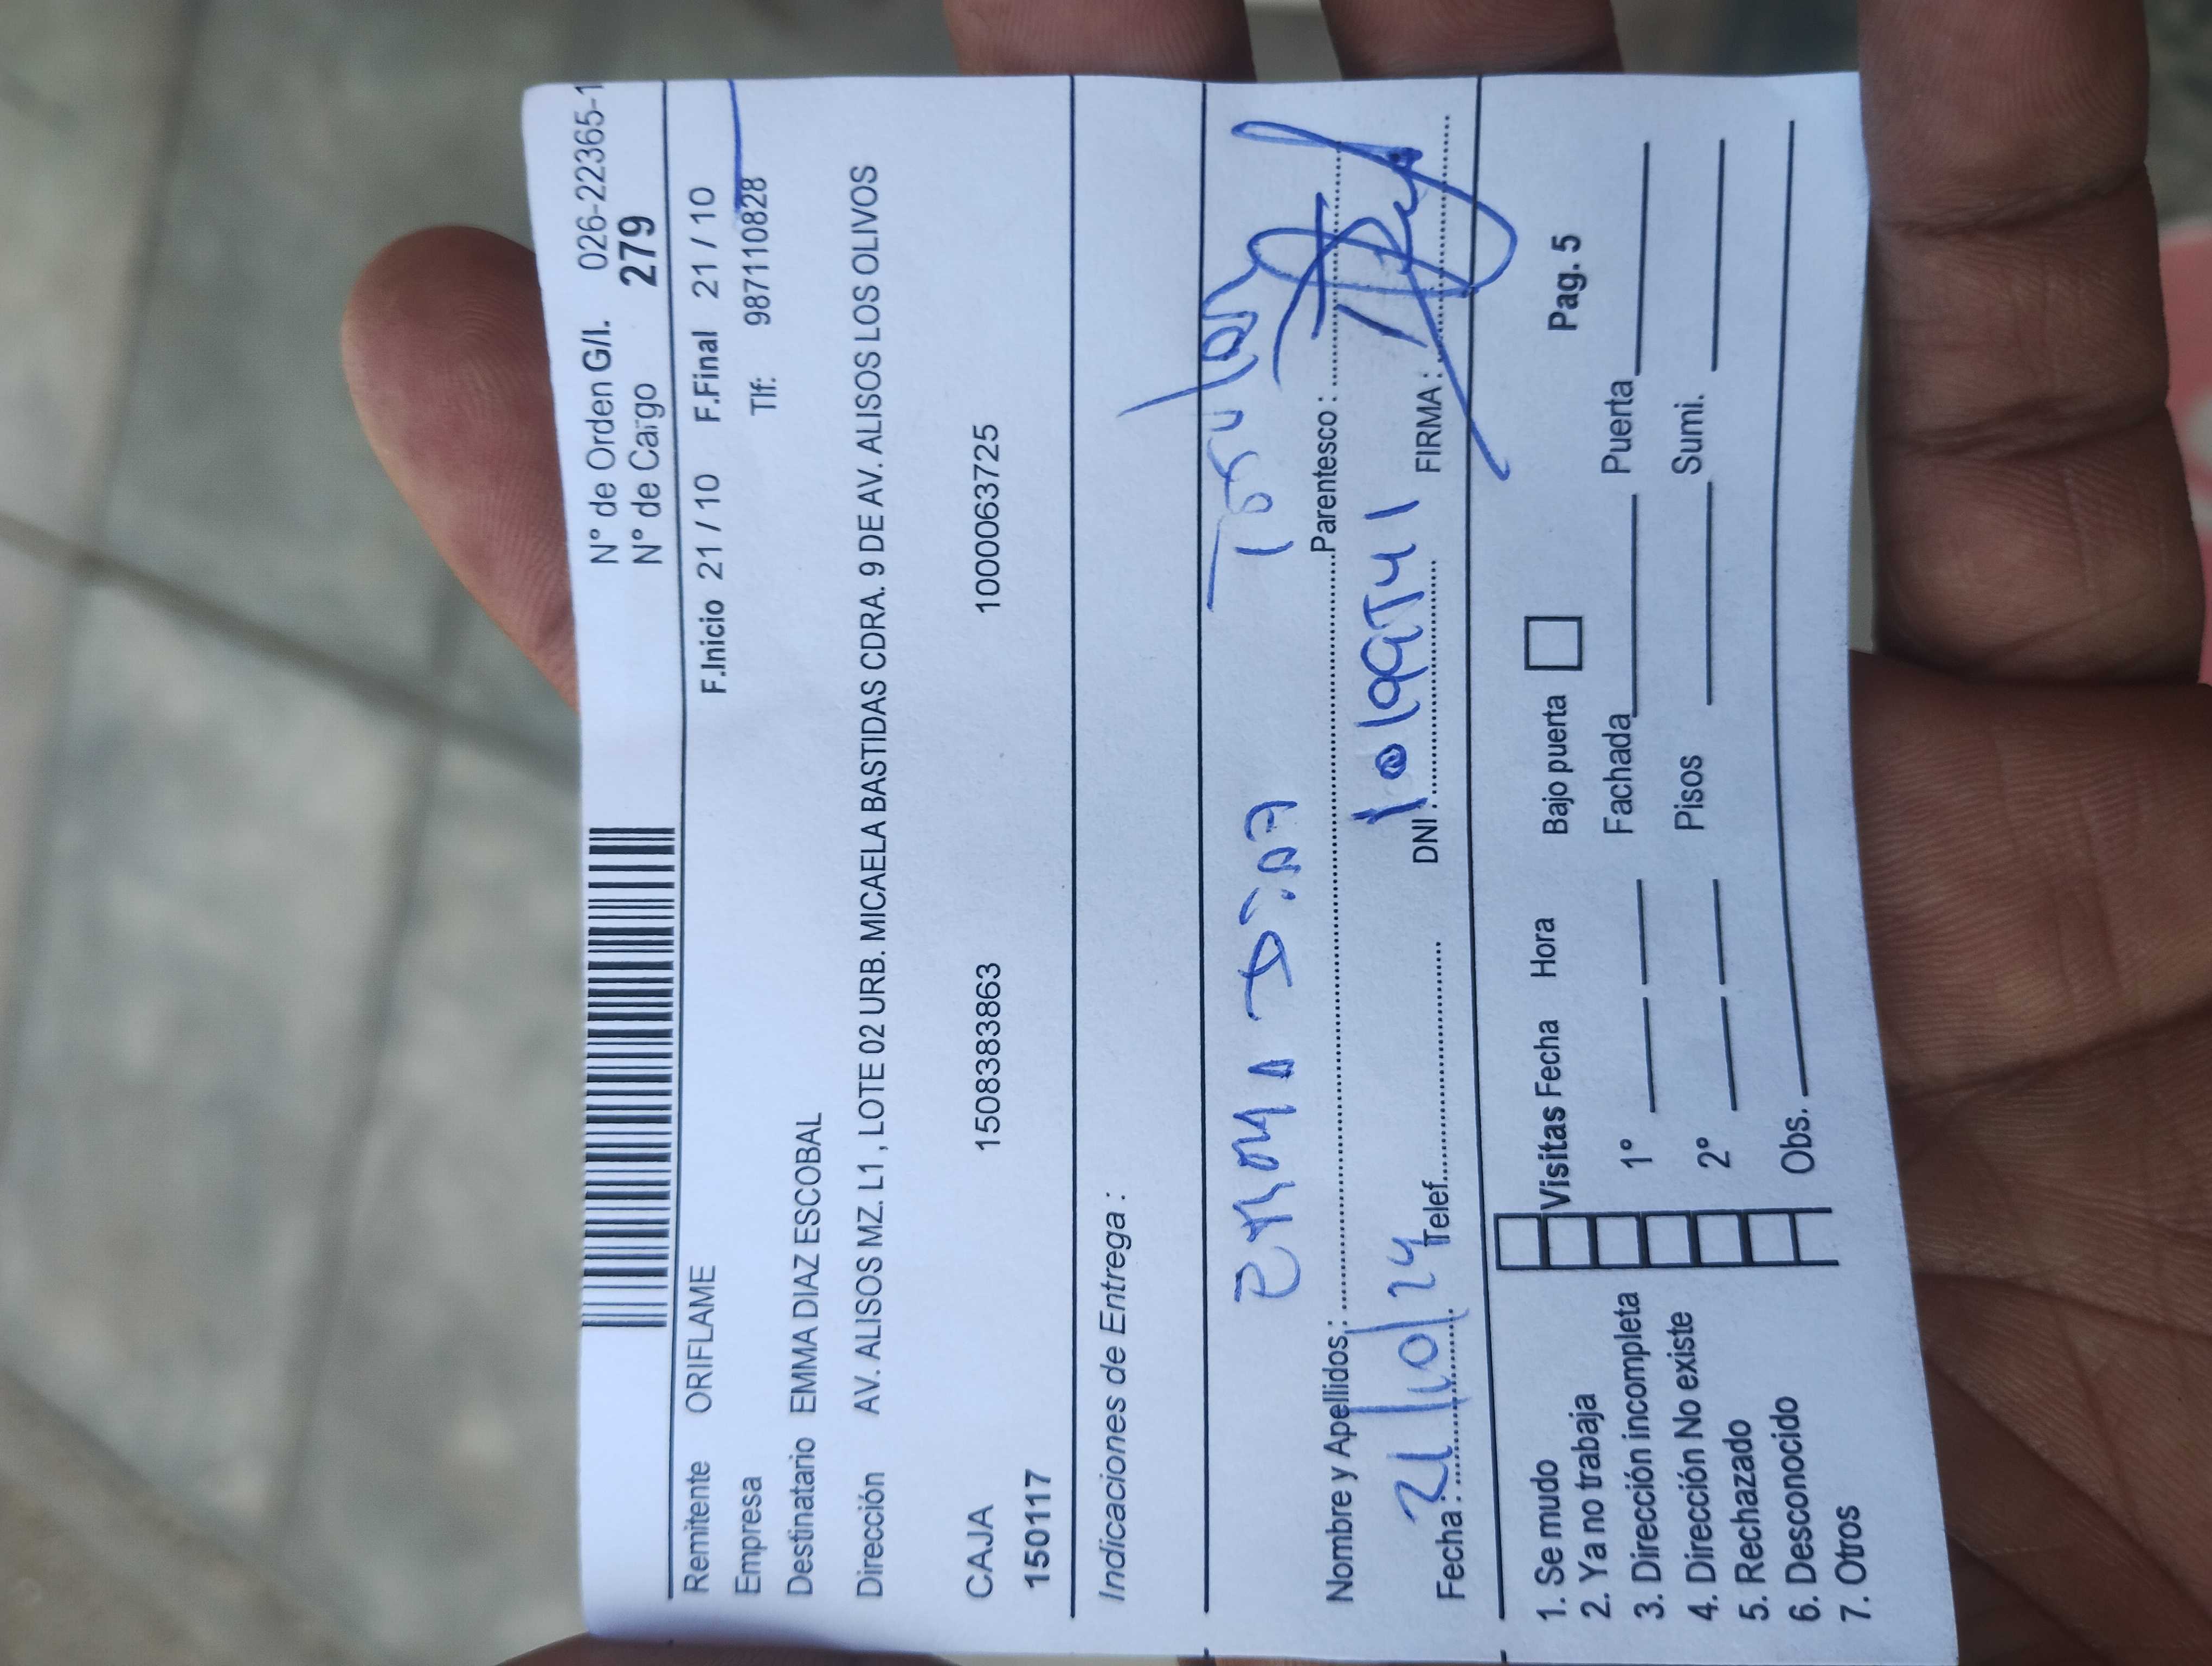 N° de Orden G/I. 026-22365-1
N° de Cargo 279
Remitente ORIFLAME F.Inicio 21 / 10 F.Final 21 / 10
Empresa Tlf: 987110828
Destinatario EMMA DIAZ ESCOBAL
Dirección AV. ALISOS MZ. L1 , LOTE 02 URB. MICAELA BASTIDAS CDRA. 9 DE AV. ALISOS LOS OLIVOS
CAJA 1508383863 1000063725
150117
Indicaciones de Entrega :
Emma Diaz
Nombre y Apellidos: Parentesco :
Fecha : 21/10/24 Telef. DNI : FIRMA :
1. Se mudo Visitas Fecha Hora Bajo puerta Pag. 5
2. Ya no trabaja
3. Dirección incompleta 1° Fachada Puerta
4. Dirección No existe
5. Rechazado 2° Pisos Sumi.
6. Desconocido
7. Otros Obs.